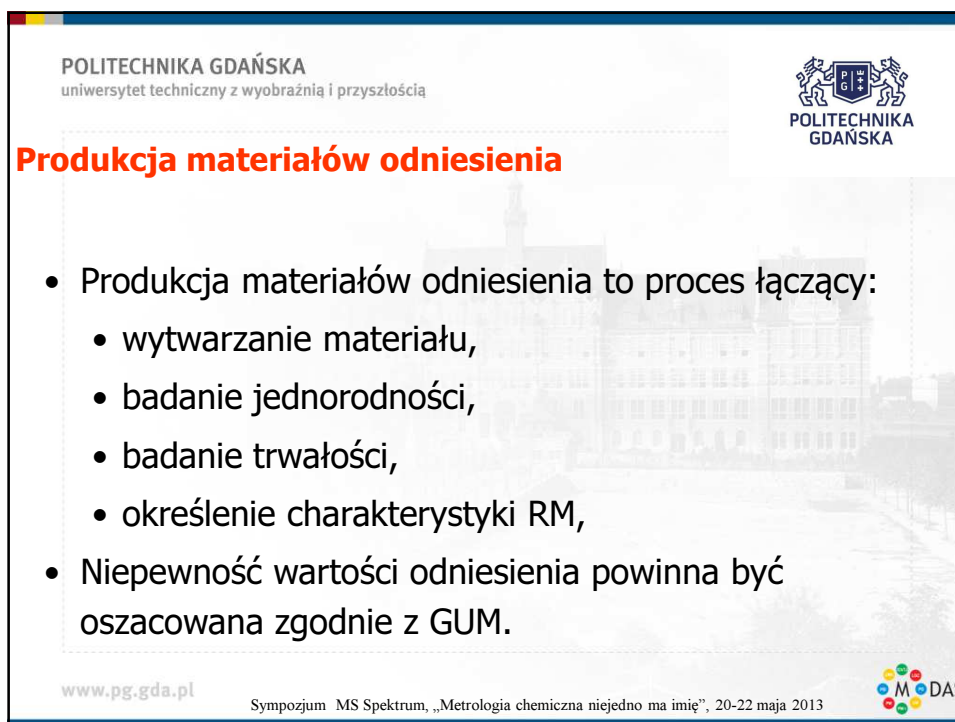 POLITECHNIKA GDAŃSKA
uniwersytet techniczny z wyobraźnią i przyszłością
P G
POLITECHNIKA
GDAŃSKA
Produkcja materiałów odniesienia
• Produkcja materiałów odniesienia to proces łączący:
• wytwarzanie materiału,
• badanie jednorodności,
• badanie trwałości,
• określenie charakterystyki RM,
• Niepewność wartości odniesienia powinna być
oszacowana zgodnie z GUM.
www.pg.gda.pl
Sympozjum MS Spektrum, „Metrologia chemiczna niejedno ma imię”, 20-22 maja 2013
M DAS